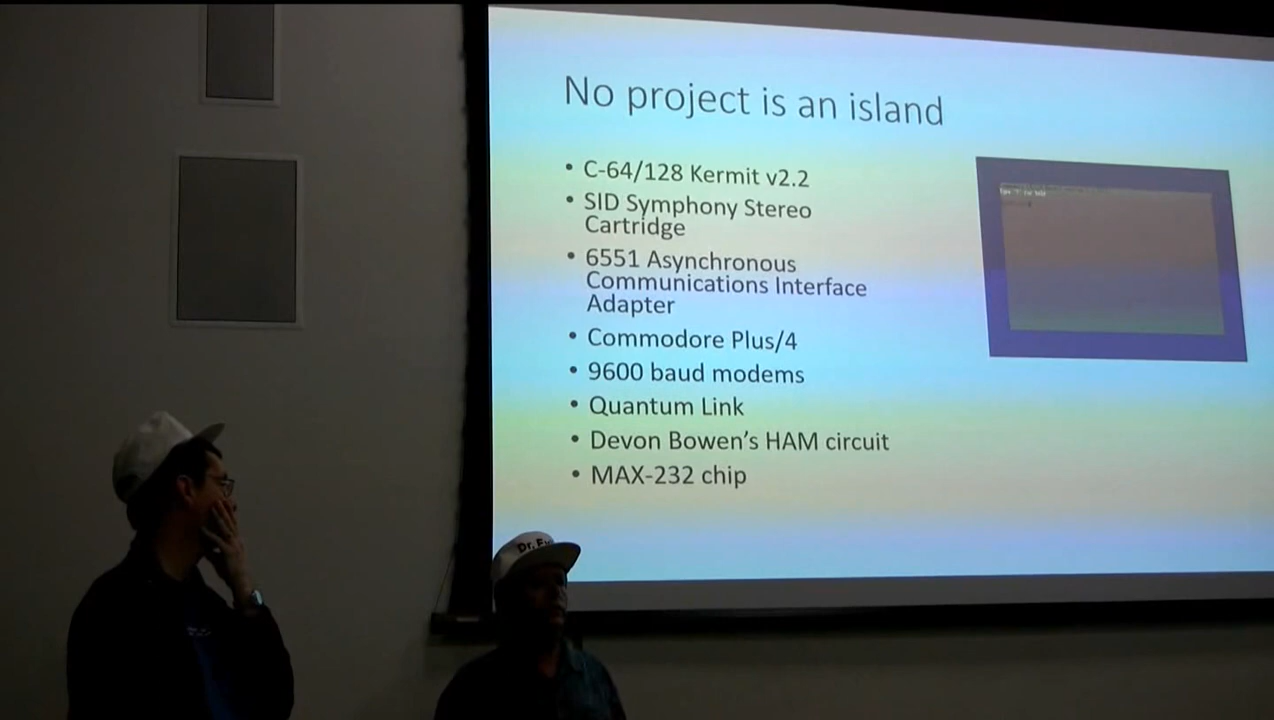 No project is an island
• C-64/128 Kermit v2.2
• SID Symphony Stereo
Cartridge
• 6551 Asynchronous
Communications Interface
Adapter
• Commodore Plus/4
• 9600 baud modems
• Quantum Link
• Devon Bowen's HAM circuit
• MAX-232 chip
Dr.